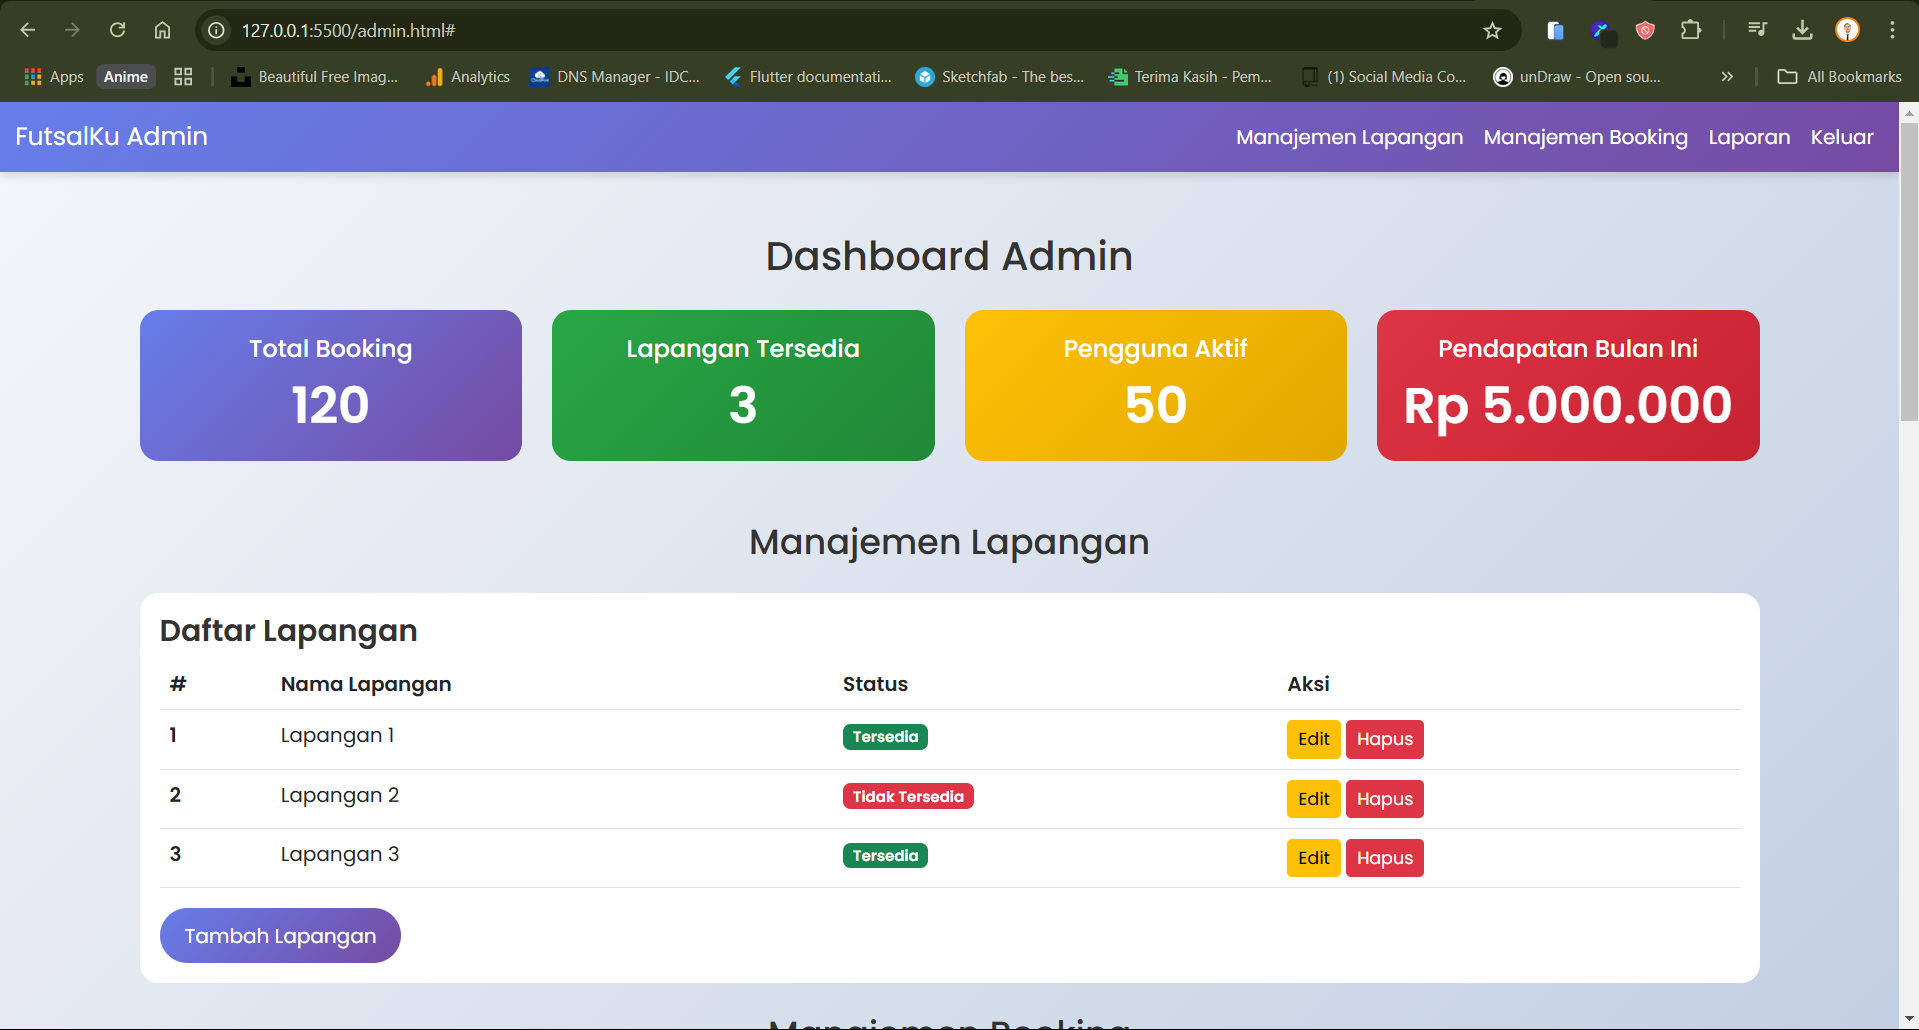 127.0.0.1:5500/admin.html#
Apps Anime Beautiful Free Imag... Analytics DNS Manager - IDC... Flutter documentati... Sketchfab - The bes... Terima Kasih - Pem... (1) Social Media Co... unDraw - Open sou... » All Bookmarks
FutsalKu Admin Manajemen Lapangan Manajemen Booking Laporan Keluar
Dashboard Admin
Total Booking
120
Lapangan Tersedia
3
Pengguna Aktif
50
Pendapatan Bulan Ini
Rp 5.000.000
Manajemen Lapangan
Daftar Lapangan
# Nama Lapangan Status Aksi
1 Lapangan 1 Tersedia Edit Hapus
2 Lapangan 2 Tidak Tersedia Edit Hapus
3 Lapangan 3 Tersedia Edit Hapus
Tambah Lapangan
Manajemen Booking